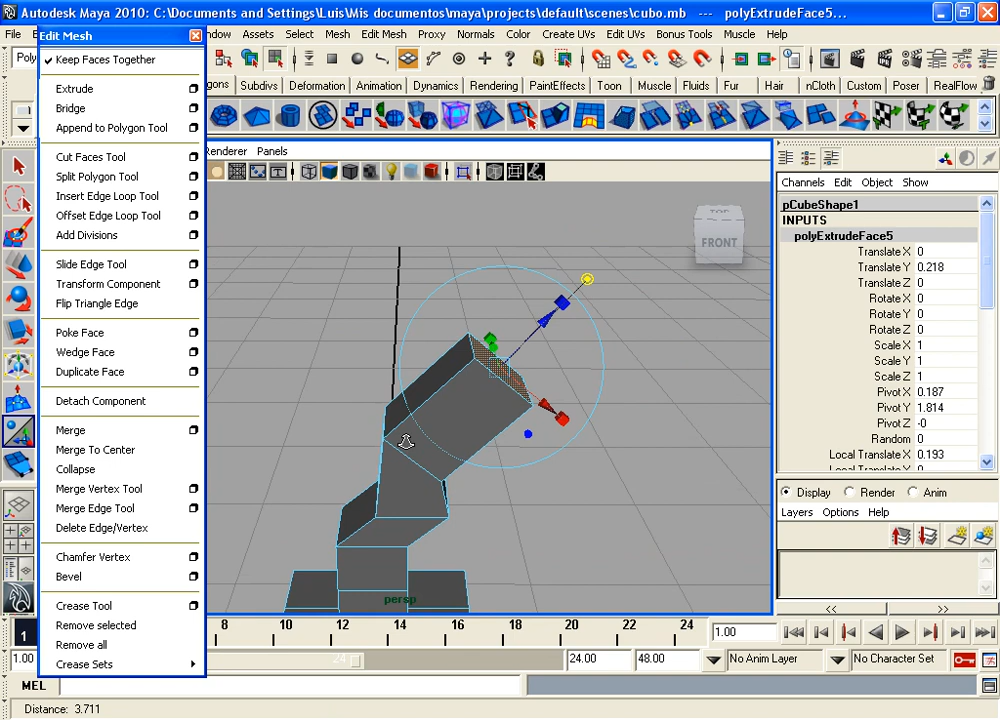 Autodesk Maya 2010: C:\Documents and Settings\Luis\Mis documentos\maya\projects\default\scenes\cubo.mb --- polyExtrudeFace5...
File
Edit Mesh
Assets Select Mesh Edit Mesh Proxy Normals Color Create UVs Edit UVs Bonus Tools Muscle Help
Keep Faces Together
Subdivs Deformation Animation Dynamics Rendering PaintEffects Toon Muscle Fluids Fur Hair nCloth Custom Poser RealFlow
Extrude
Bridge
Append to Polygon Tool
Cut Faces Tool
Split Polygon Tool
Insert Edge Loop Tool
Offset Edge Loop Tool
Add Divisions
Slide Edge Tool
Transform Component
Flip Triangle Edge
Poke Face
Wedge Face
Duplicate Face
Detach Component
Merge
Merge To Center
Collapse
Merge Vertex Tool
Merge Edge Tool
Delete Edge/Vertex
Chamfer Vertex
Bevel
Crease Tool
Remove selected
Remove all
Crease Sets
Renderer Panels
TOP
FRONT
persp
Channels Edit Object Show
pCubeShape1
INPUTS
polyExtrudeFace5
Translate X 0
Translate Y 0.218
Translate Z 0
Rotate X 0
Rotate Y 0
Rotate Z 0
Scale X 1
Scale Y 1
Scale Z 1
Pivot X 0.187
Pivot Y 1.814
Pivot Z -0
Random 0
Local Translate X 0.193
Display Render Anim
Layers Options Help
<< >>
1 8 10 12 14 16 18 20 22 24 1.00
1.00 24 24.00 48.00 No Anim Layer No Character Set
MEL
Distance: 3.711